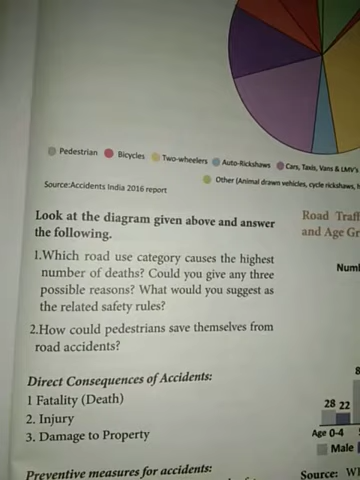 Pedestrian Bicycles Two-wheelers Auto-Rickshaws Cars, Taxis, Vans & LMV's
Other (Animal drawn vehicles, cycle rickshaws, h
Source:Accidents India 2016 report
Look at the diagram given above and answer
the following.
1.Which road use category causes the highest
number of deaths? Could you give any three
possible reasons? What would you suggest as
the related safety rules?
2.How could pedestrians save themselves from
road accidents?
Direct Consequences of Accidents:
1 Fatality (Death)
2. Injury
3. Damage to Property
Preventive measures for accidents:
Road Traff
and Age Gr
Numb
8
28 22
Age 0-4
Male
Source: W